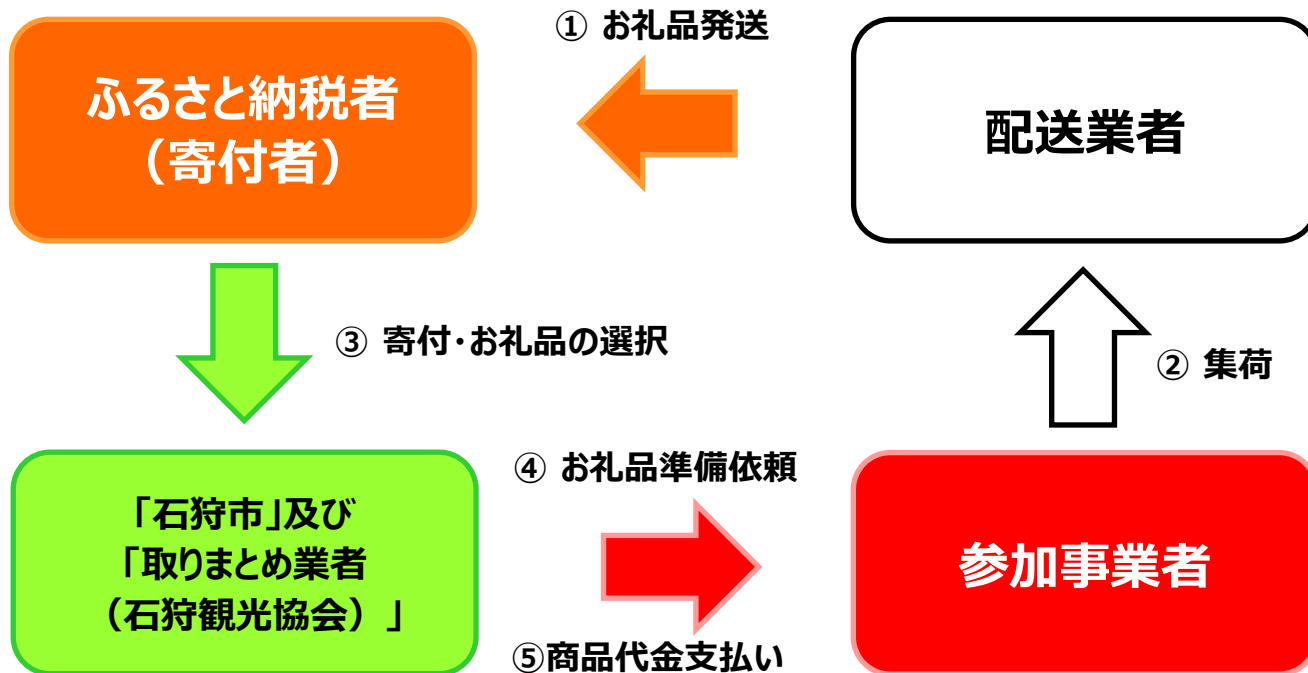 ① お礼品発送
ふるさと納税者
（寄付者）
配送業者
③ 寄付・お礼品の選択
② 集荷
④ お礼品準備依頼
「石狩市」及び
「取りまとめ業者
（石狩観光協会）」
参加事業者
⑤商品代金支払い